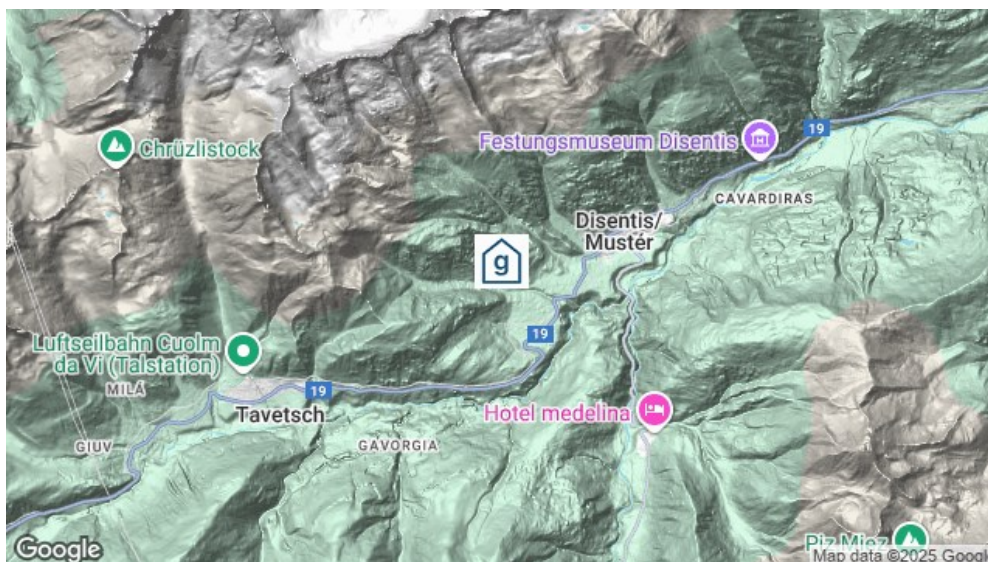 Chrüzlistock
Festungsmuseum Disentis
19
CAVARDIRAS
Disentis/
Mustér
g
19
Luftseilbahn Cuolm
da Vi (Talstation)
MILÁ
19
Tavetsch
Hotel medelina
GIUV
GAVORGIA
Piz Miez
Google
Map data ©2025 Google